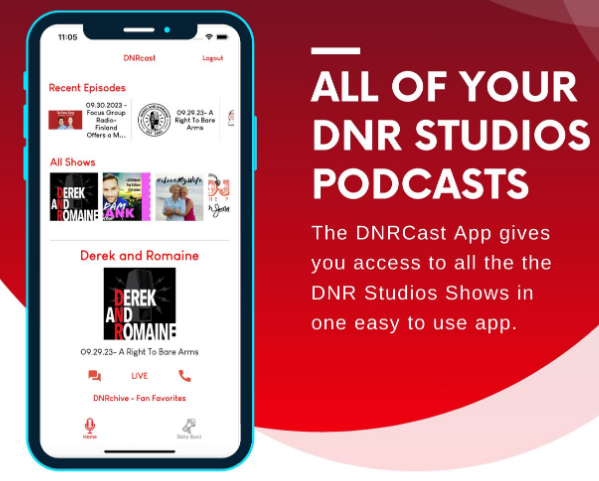 11:05
DNRcast
Logout
Recent Episodes
09.30.2023 -
Focus Group
Radio-
Finland
Offers a M...
09.29.23- A
Right To Bare
Arms
All Shows
DEREK
AND
ROMAINE
#iLoveMyWife
Derek and Romaine
DEREK
AND
ROMAINE
09.29.23- A Right To Bare Arms
LIVE
DNRchive - Fan Favorites
Home
ALL OF YOUR
DNR STUDIOS
PODCASTS
The DNRCast App gives
you access to all the the
DNR Studios Shows in
one easy to use app.